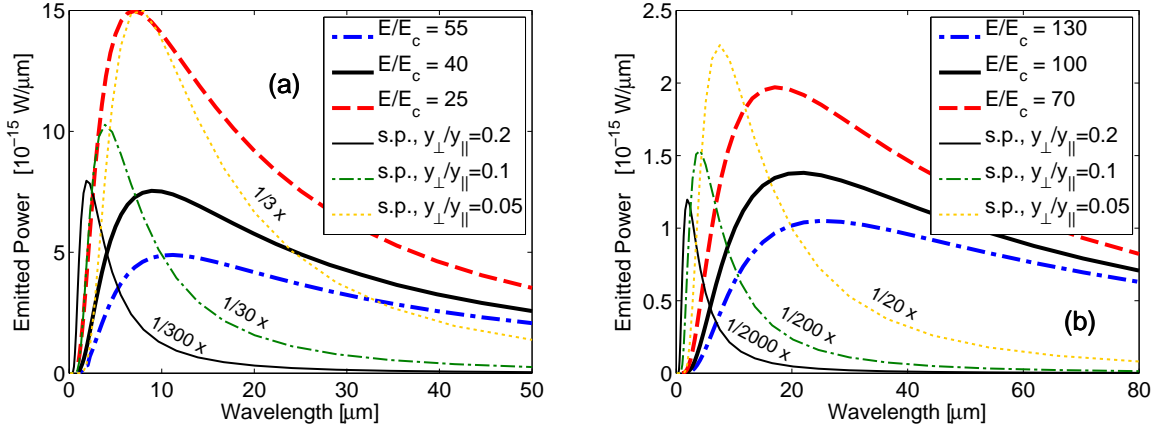 15
10
5
0
0 10 20 30 40 50
Emitted Power [10⁻¹⁵ W/μm]
Wavelength [μm]
(a)
E/E_c = 55
E/E_c = 40
E/E_c = 25
s.p., y_⊥/y_||=0.2
s.p., y_⊥/y_||=0.1
s.p., y_⊥/y_||=0.05
1/3 x
1/30 x
1/300 x
2.5
2
1.5
1
0.5
0
0 20 40 60 80
Emitted Power [10⁻¹⁵ W/μm]
Wavelength [μm]
E/E_c = 130
E/E_c = 100
E/E_c = 70
s.p., y_⊥/y_||=0.2
s.p., y_⊥/y_||=0.1
s.p., y_⊥/y_||=0.05
1/20 x
1/200 x
1/2000 x
(b)